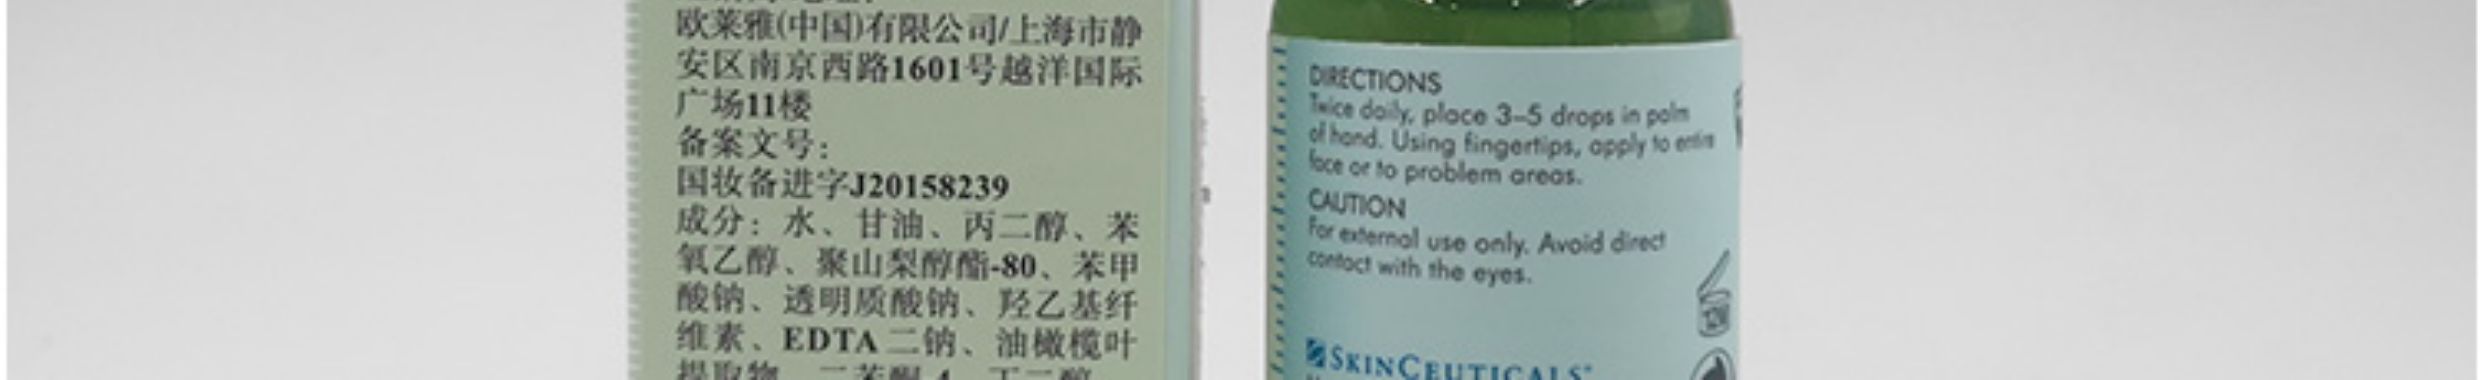 欧莱雅(中国)有限公司/上海市静
安区南京西路1601号越洋国际
广场11楼
备案文号:
国妆备进字J20158239
成分: 水、甘油、丙二醇、苯
氧乙醇、聚山梨醇酯-80、苯甲
酸钠、透明质酸钠、羟乙基纤
维素、EDTA二钠、油橄榄叶
DIRECTIONS
Twice daily, place 3–5 drops in palm
of hand. Using fingertips, apply to entire
face or to problem areas.
CAUTION
For external use only. Avoid direct
contact with the eyes.
12M
SKINCEUTICALS